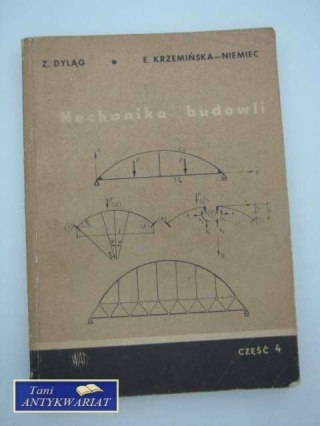 Z. DYLĄG • E. KRZEMIŃSKA—NIEMIEC
Mechanika budowli
WAT
CZĘŚĆ 4
Tani
ANTYKWARIAT